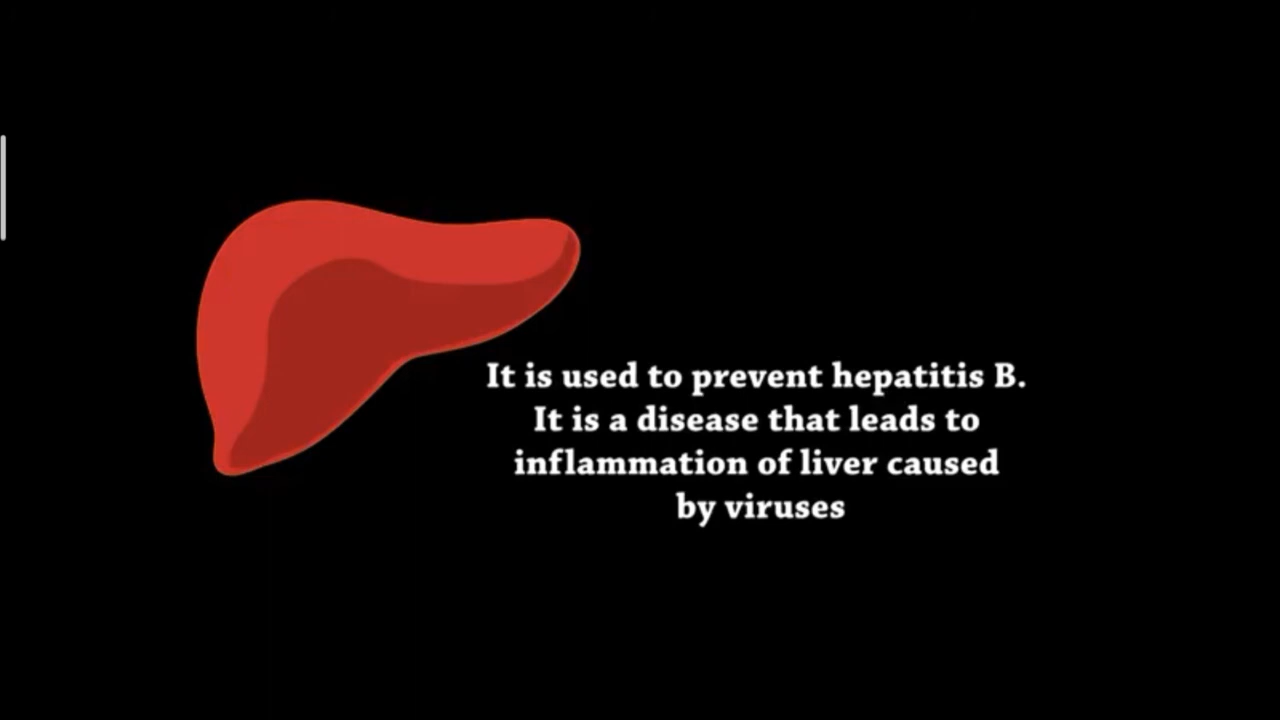 It is used to prevent hepatitis B.
It is a disease that leads to
inflammation of liver caused
by viruses